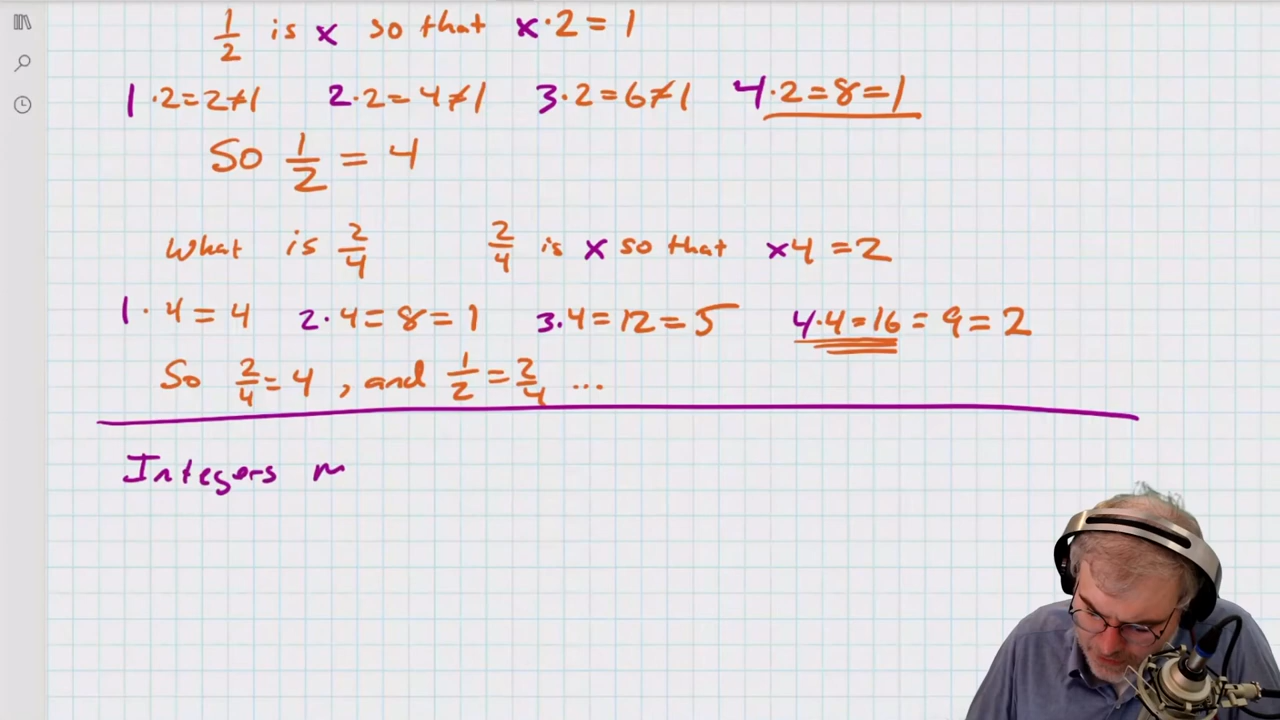 1/2 is x so that x·2 = 1
1·2=2≠1 2·2=4≠1 3·2=6≠1 4·2=8=1
So 1/2 = 4
What is 2/4 2/4 is x so that x4=2
1·4=4 2·4=8=1 3·4=12=5 4·4=16=9=2
So 2/4=4, and 1/2=2/4 ...
Integers m